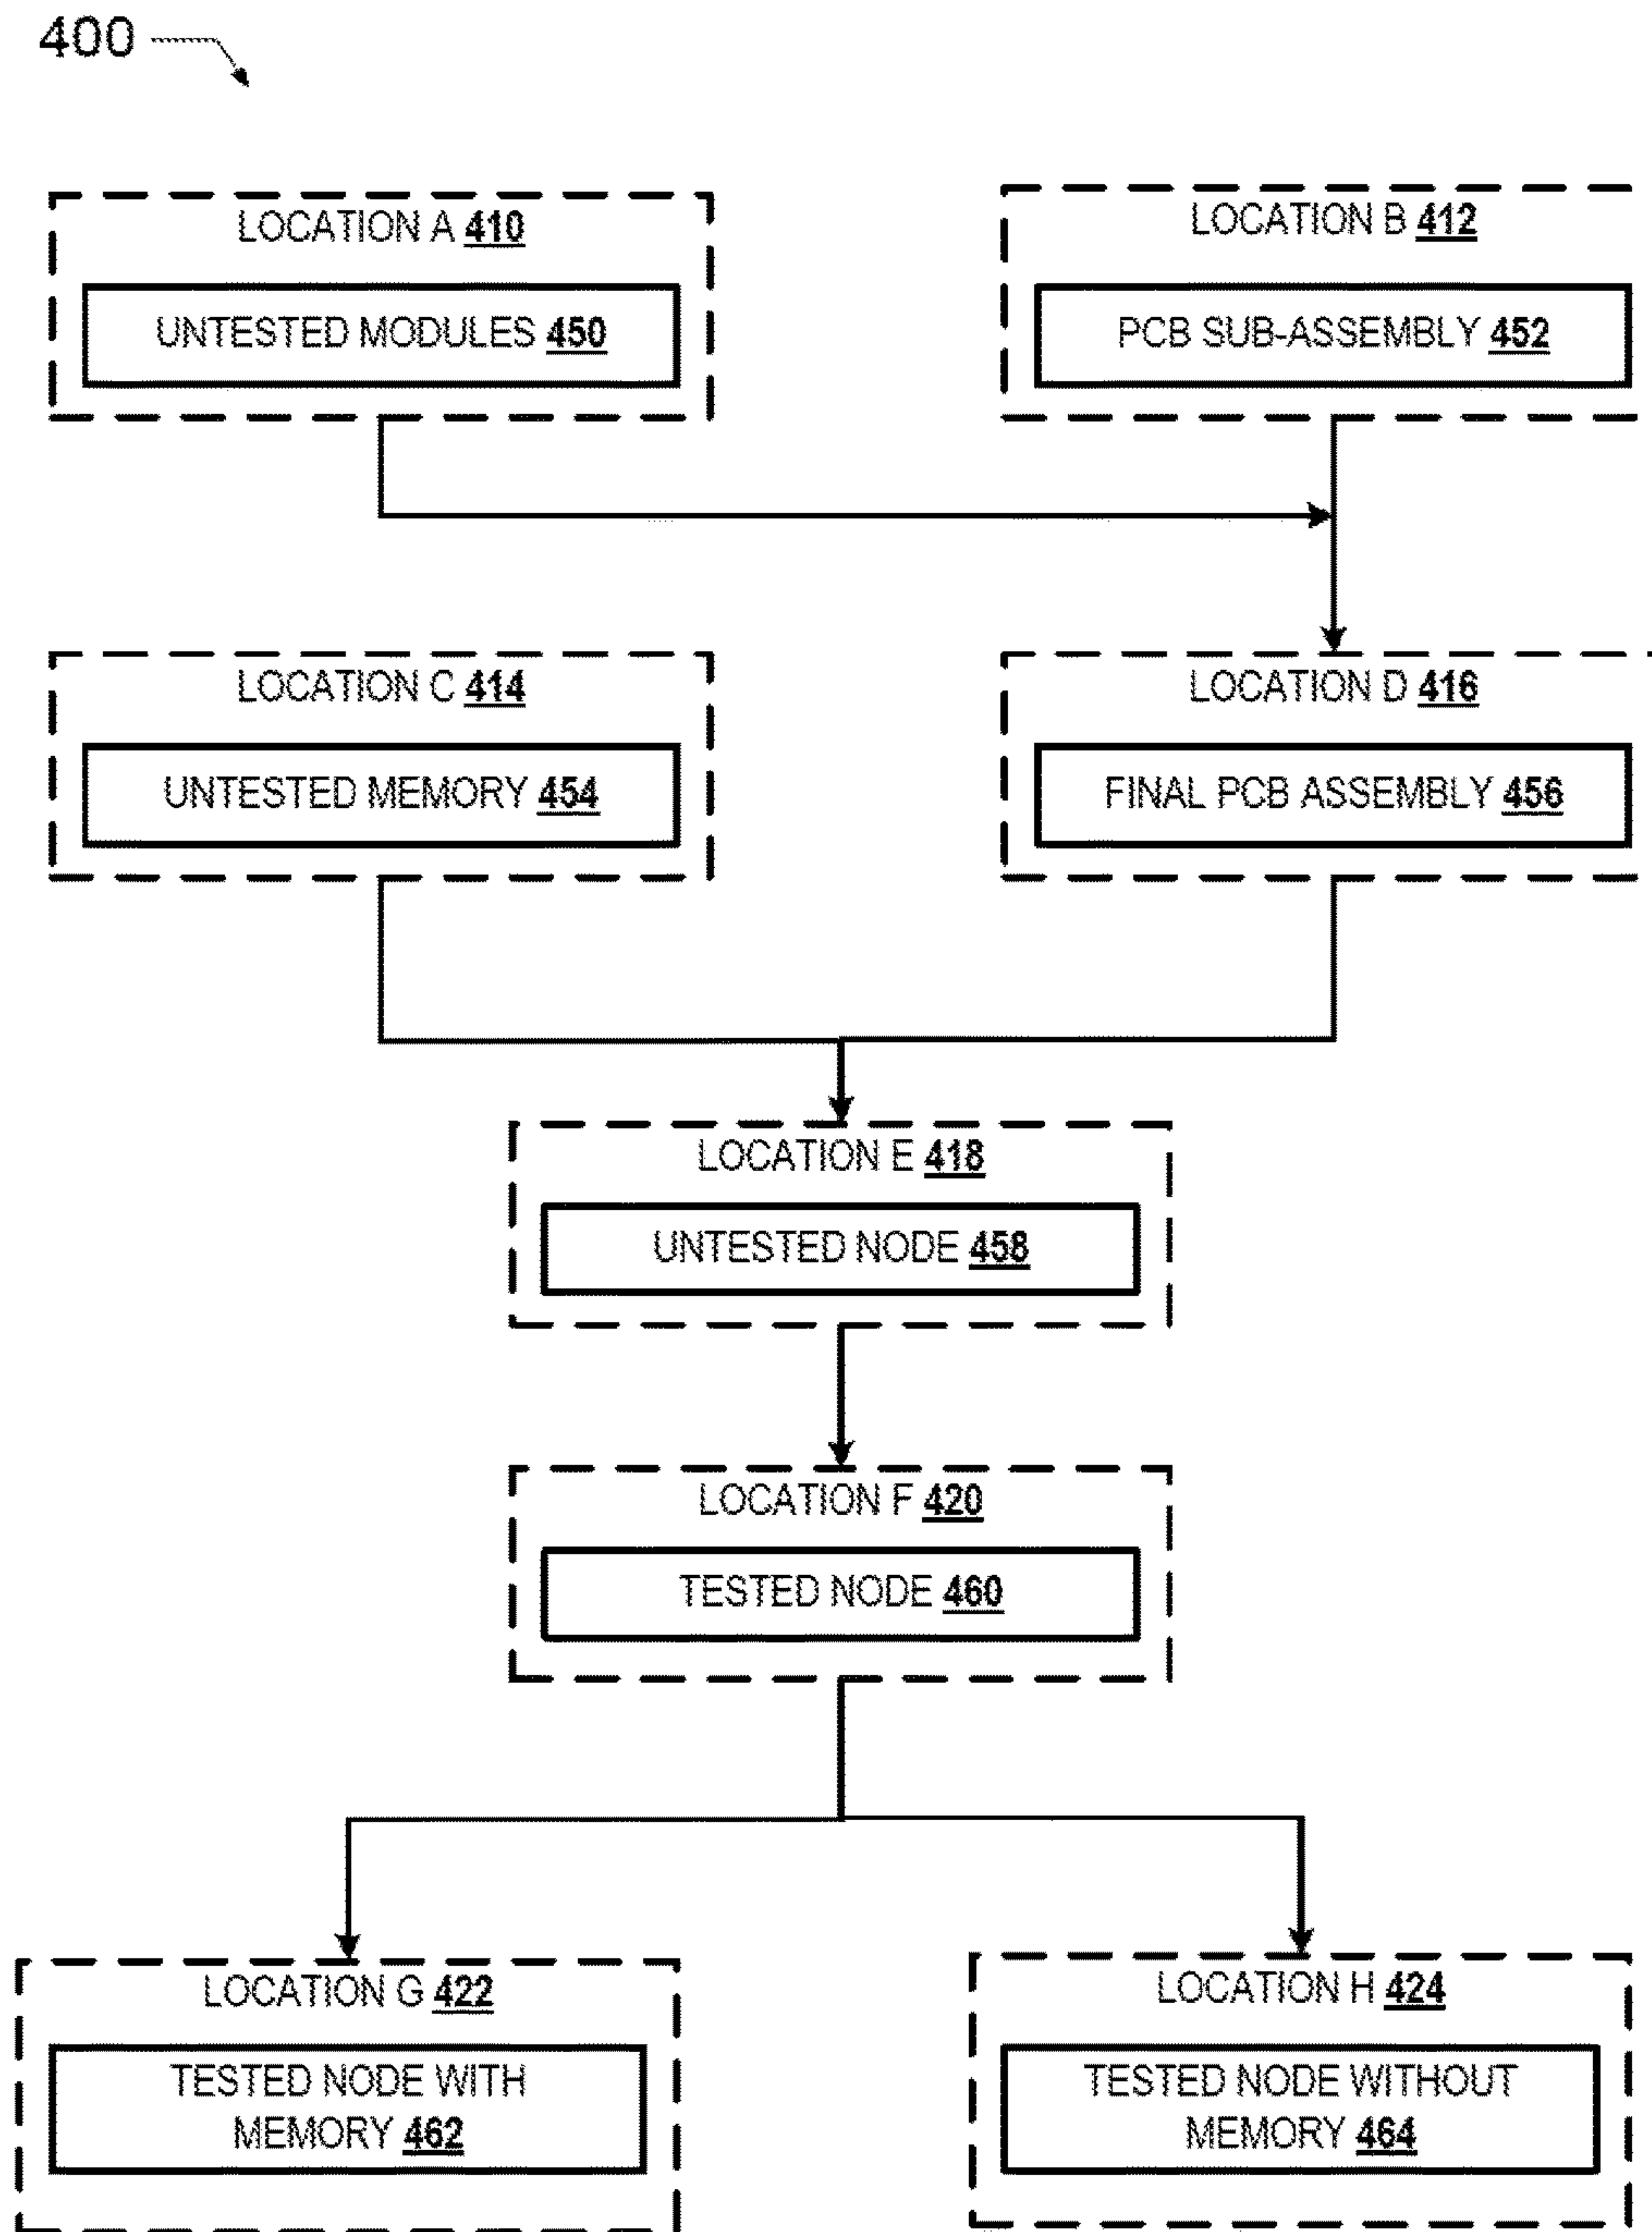 400
LOCATION A 410
UNTESTED MODULES 450
LOCATION B 412
PCB SUB-ASSEMBLY 452
LOCATION C 414
UNTESTED MEMORY 454
LOCATION D 416
FINAL PCB ASSEMBLY 456
LOCATION E 418
UNTESTED NODE 458
LOCATION F 420
TESTED NODE 460
LOCATION G 422
TESTED NODE WITH
MEMORY 462
LOCATION H 424
TESTED NODE WITHOUT
MEMORY 464